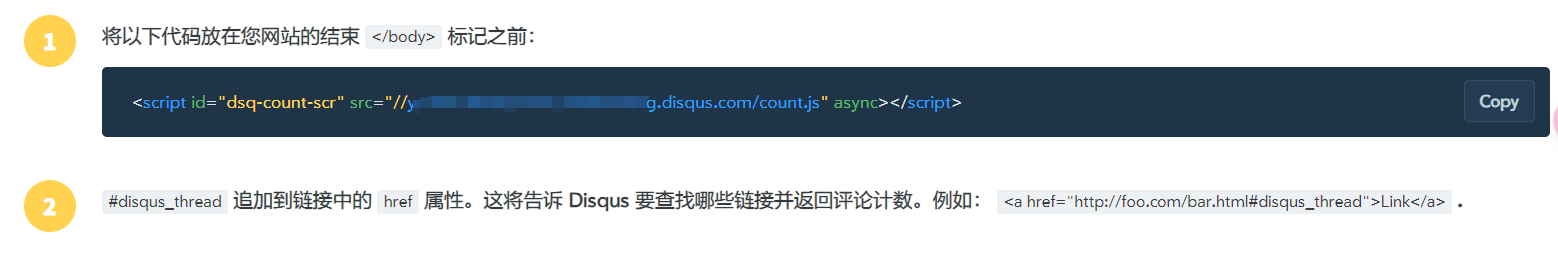 1
将以下代码放在您网站的结束 </body> 标记之前：
<script id="dsq-count-scr" src="//y g.disqus.com/count.js" async></script>
Copy
2
#disqus_thread 追加到链接中的 href 属性。这将告诉 Disqus 要查找哪些链接并返回评论计数。例如： <a href="http://foo.com/bar.html#disqus_thread">Link</a> .